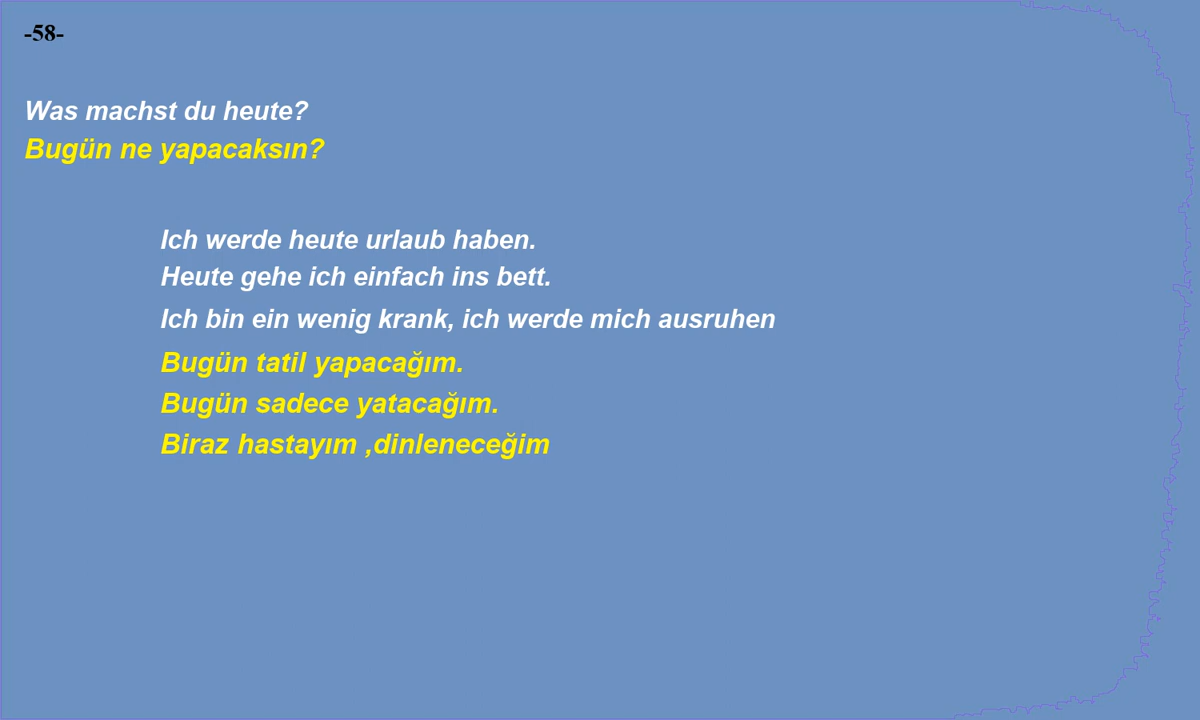 -58-
Was machst du heute?
Bugün ne yapacaksın?
Ich werde heute urlaub haben.
Heute gehe ich einfach ins bett.
Ich bin ein wenig krank, ich werde mich ausruhen
Bugün tatil yapacağım.
Bugün sadece yatacağım.
Biraz hastayım ,dinleneceğim